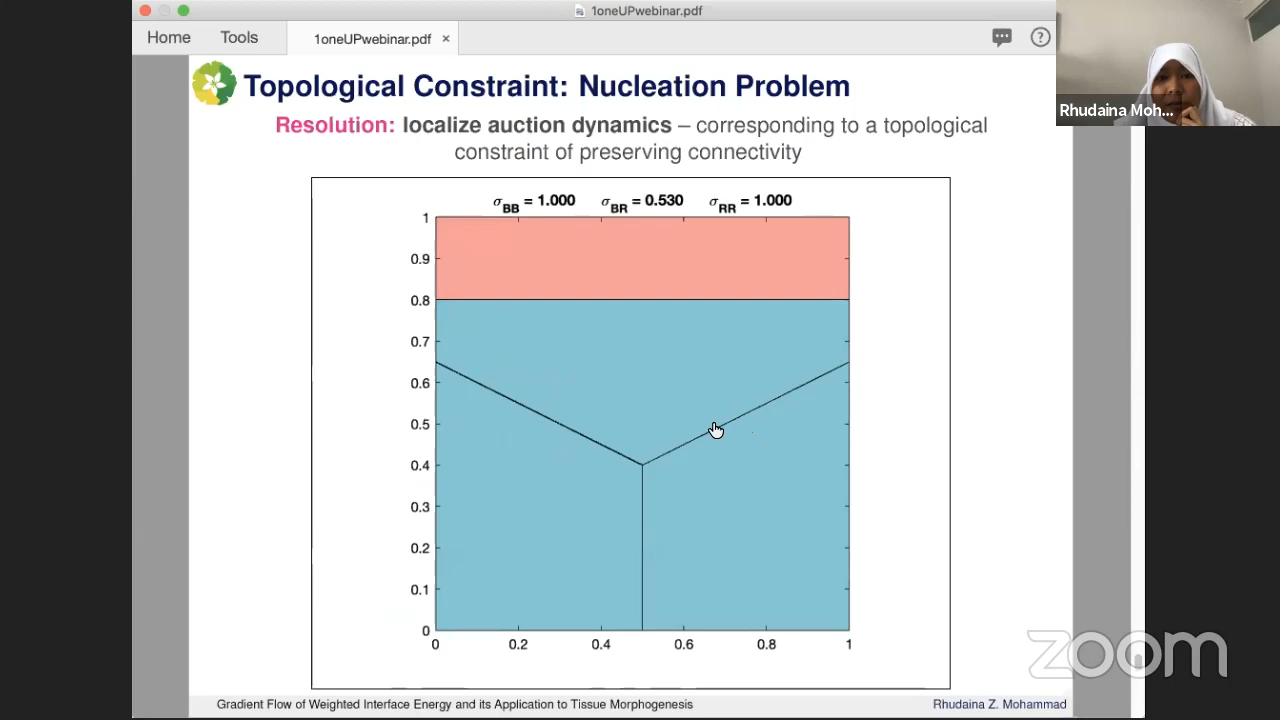 1oneUPwebinar.pdf
Home Tools 1oneUPwebinar.pdf ×
?
Rhudaina Moh...
Topological Constraint: Nucleation Problem
Resolution: localize auction dynamics – corresponding to a topological
constraint of preserving connectivity
σBB = 1.000 σBR = 0.530 σRR = 1.000
1
0.9
0.8
0.7
0.6
0.5
0.4
0.3
0.2
0.1
0
0 0.2 0.4 0.6 0.8 1
zoom
Gradient Flow of Weighted Interface Energy and its Application to Tissue Morphogenesis Rhudaina Z. Mohammad